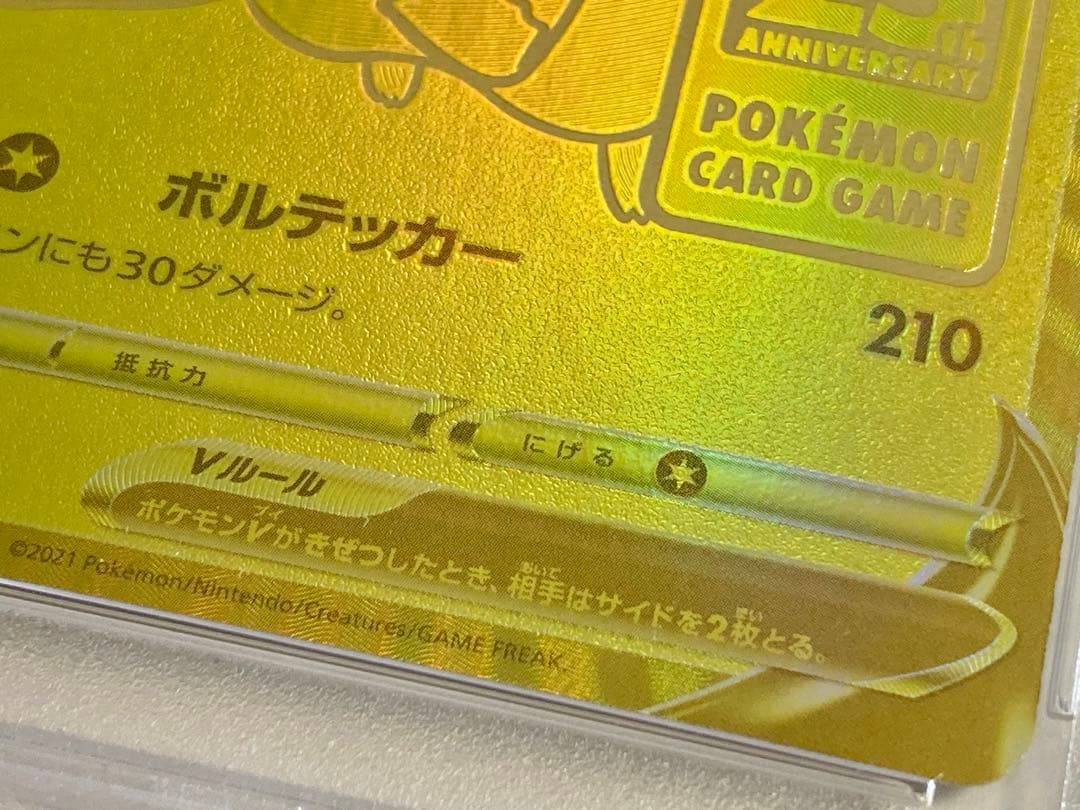 25th
ANNIVERSARY
POKÉMON
CARD GAME
ボルテッカー
210
ンにも30ダメージ。
抵抗力
にげる
Vルール
ポケモンVがきぜつしたとき、相手はサイドを2枚とる。
©2021 Pokémon/Nintendo/Creatures/GAME FREAK.